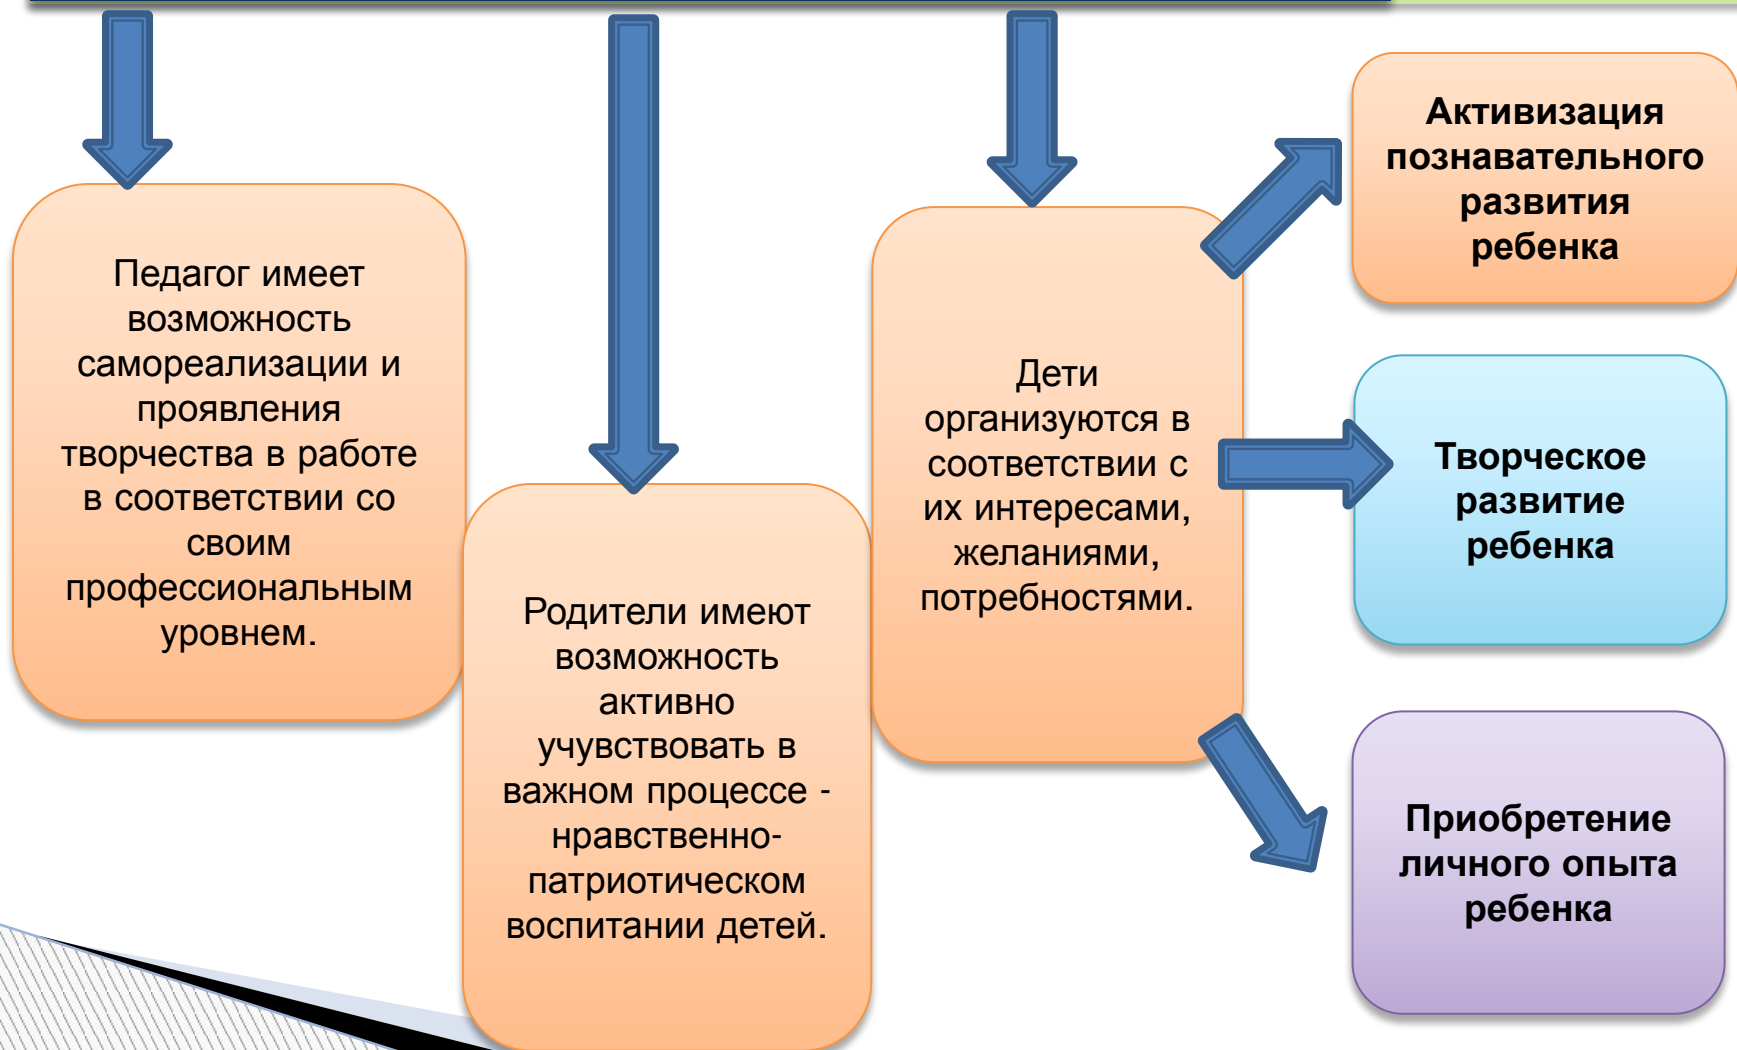 Педагог имеет
возможность
самореализации и
проявления
творчества в работе
в соответствии со
своим
профессиональным
уровнем.
Родители имеют
возможность
активно
учувствовать в
важном процессе -
нравственно-
патриотическом
воспитании детей.
Дети
организуются в
соответствии с
их интересами,
желаниями,
потребностями.
Активизация
познавательного
развития
ребенка
Творческое
развитие
ребенка
Приобретение
личного опыта
ребенка